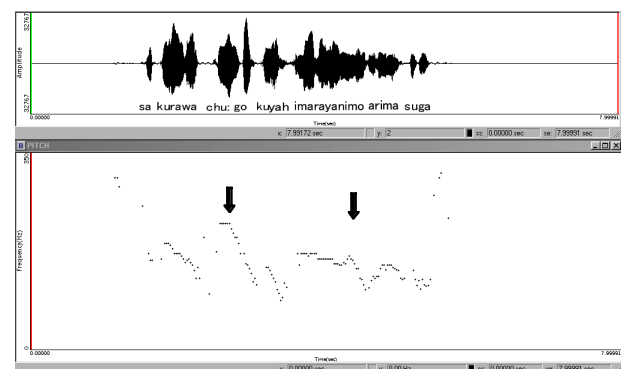 32767
Amplitude
32767
sa kurawa chu: go kuyah imarayanimo arima suga
0.00000 7.99991
Time(sec)
x: 7.99172 sec y: 2 ss: 0.00000 sec se: 7.99991 sec
B PITCH
350
Frequency(Hz)
0
0.00000 7.99991
Time(sec)
x: 0.00000 sec y: 0.00 Hz ss: 0.00000 sec se: 7.99991 sec